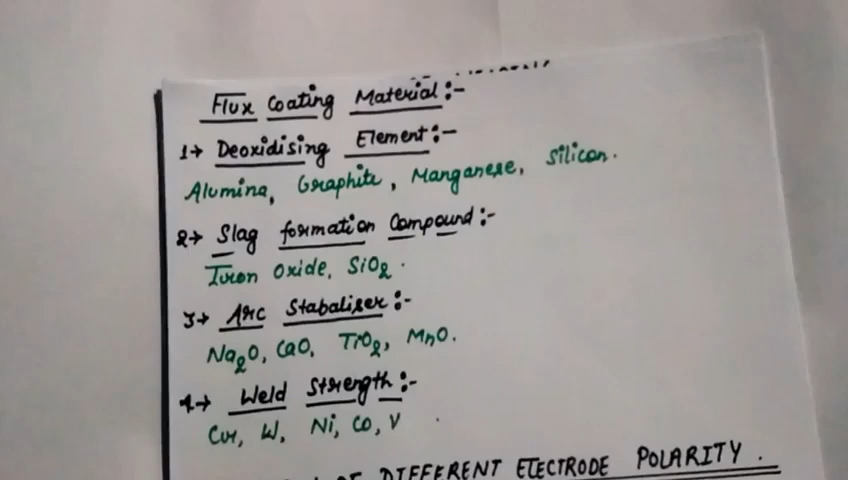 Flux Coating Material:-
1→ Deoxidising Element:-
Alumina, Graphite, Manganese, Silicon.
2→ Slag formation Compound:-
Iron Oxide, SiO₂.
3→ Arc Stabaliser:-
Na₂O, CaO, TiO₂, MnO.
4→ Weld Strength:-
Cr, W, Ni, Co, V
OF DIFFERENT ELECTRODE POLARITY.